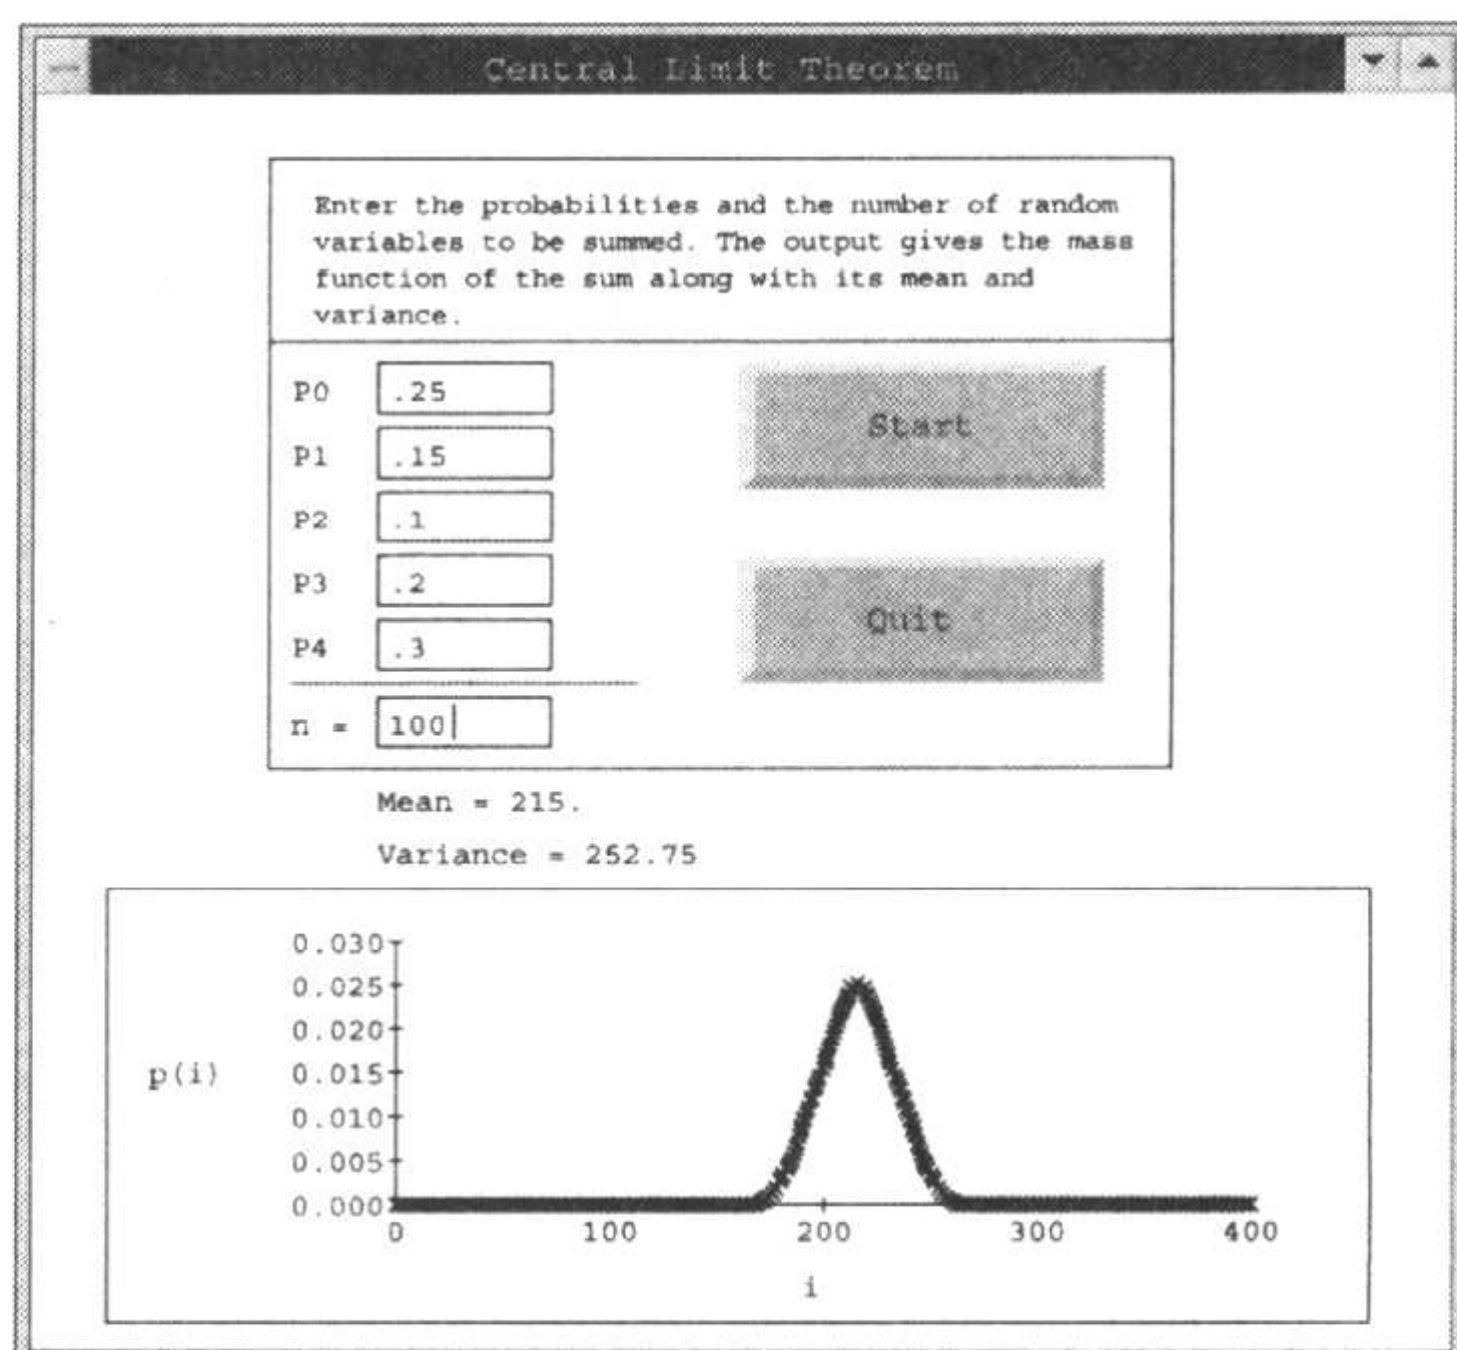 Central Limit Theorem
Enter the probabilities and the number of random
variables to be summed. The output gives the mass
function of the sum along with its mean and
variance.
P0 .25
P1 .15
P2 .1
P3 .2
P4 .3
n = 100
Start
Quit
Mean = 215.
Variance = 252.75
0.030
0.025
0.020
0.015
0.010
0.005
0.000
p(i)
0 100 200 300 400
i